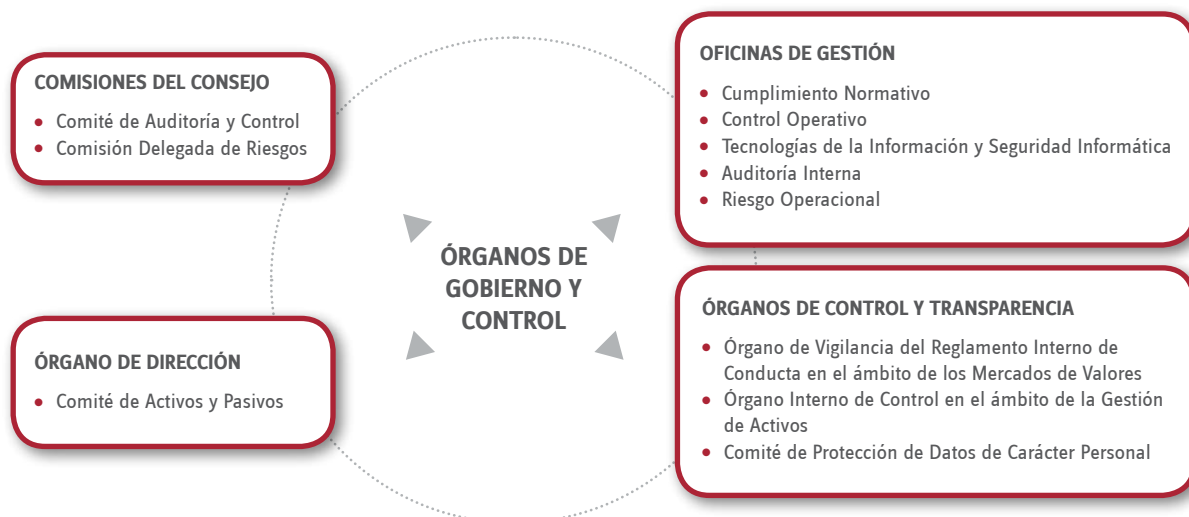 COMISIONES DEL CONSEJO
• Comité de Auditoría y Control
• Comisión Delegada de Riesgos
OFICINAS DE GESTIÓN
• Cumplimiento Normativo
• Control Operativo
• Tecnologías de la Información y Seguridad Informática
• Auditoría Interna
• Riesgo Operacional
ÓRGANOS DE
GOBIERNO Y
CONTROL
ÓRGANO DE DIRECCIÓN
• Comité de Activos y Pasivos
ÓRGANOS DE CONTROL Y TRANSPARENCIA
• Órgano de Vigilancia del Reglamento Interno de
Conducta en el ámbito de los Mercados de Valores
• Órgano Interno de Control en el ámbito de la Gestión
de Activos
• Comité de Protección de Datos de Carácter Personal